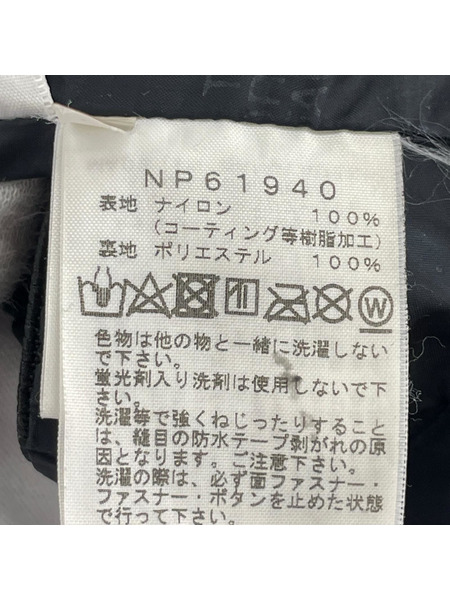 NP61940
表地 ナイロン 100%
(コーティング等樹脂加工)
裏地 ポリエステル 100%
W
色物は他の物と一緒に洗濯しない
で下さい。
蛍光剤入り洗剤は使用しないで下
さい。
洗濯等で強くねじったりすること
は、縫目の防水テープ剥がれの原
因となります。ご注意下さい。
洗濯の際は、必ず面ファスナー・
ファスナー・ボタンを止めた状態
で行って下さい。